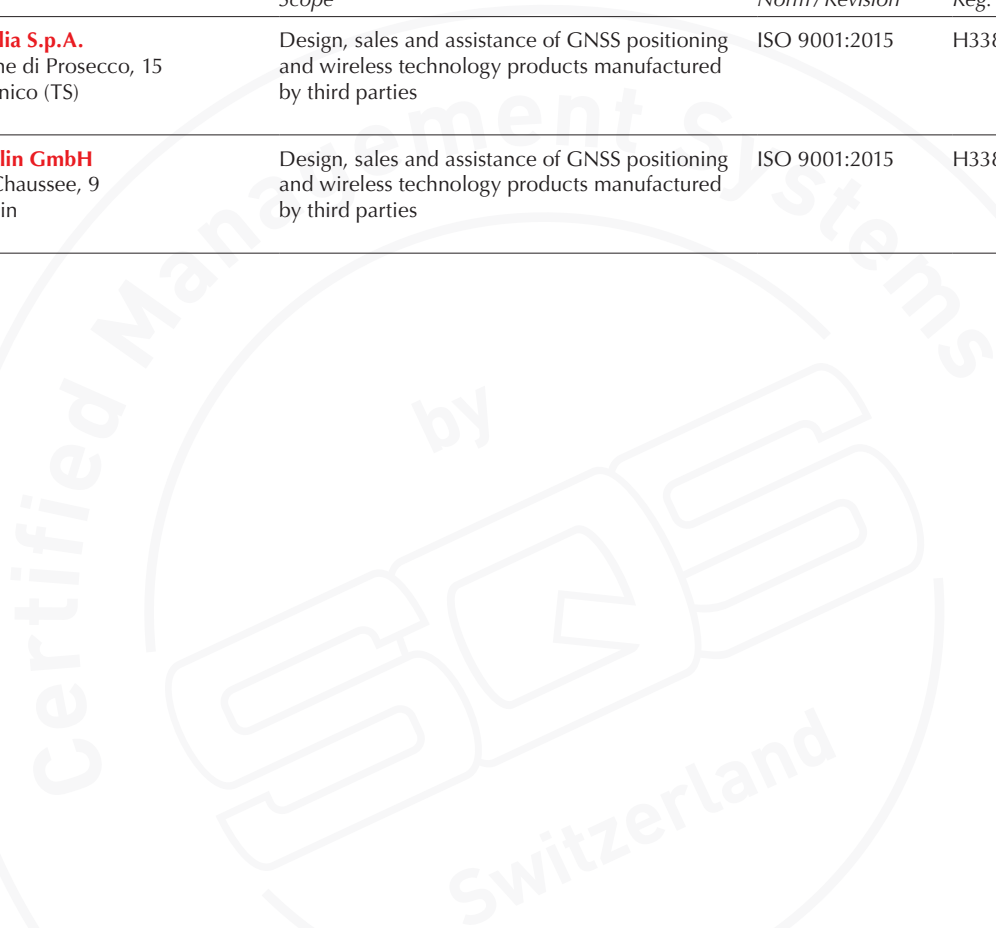 Scope Norm / Revision Reg.
lia S.p.A. Design, sales and assistance of GNSS positioning ISO 9001:2015 H338
ne di Prosecco, 15 and wireless technology products manufactured
nico (TS) by third parties
lin GmbH Design, sales and assistance of GNSS positioning ISO 9001:2015 H338
Chaussee, 9 and wireless technology products manufactured
in by third parties
Certified Management Systems
by
SQS
Switzerland